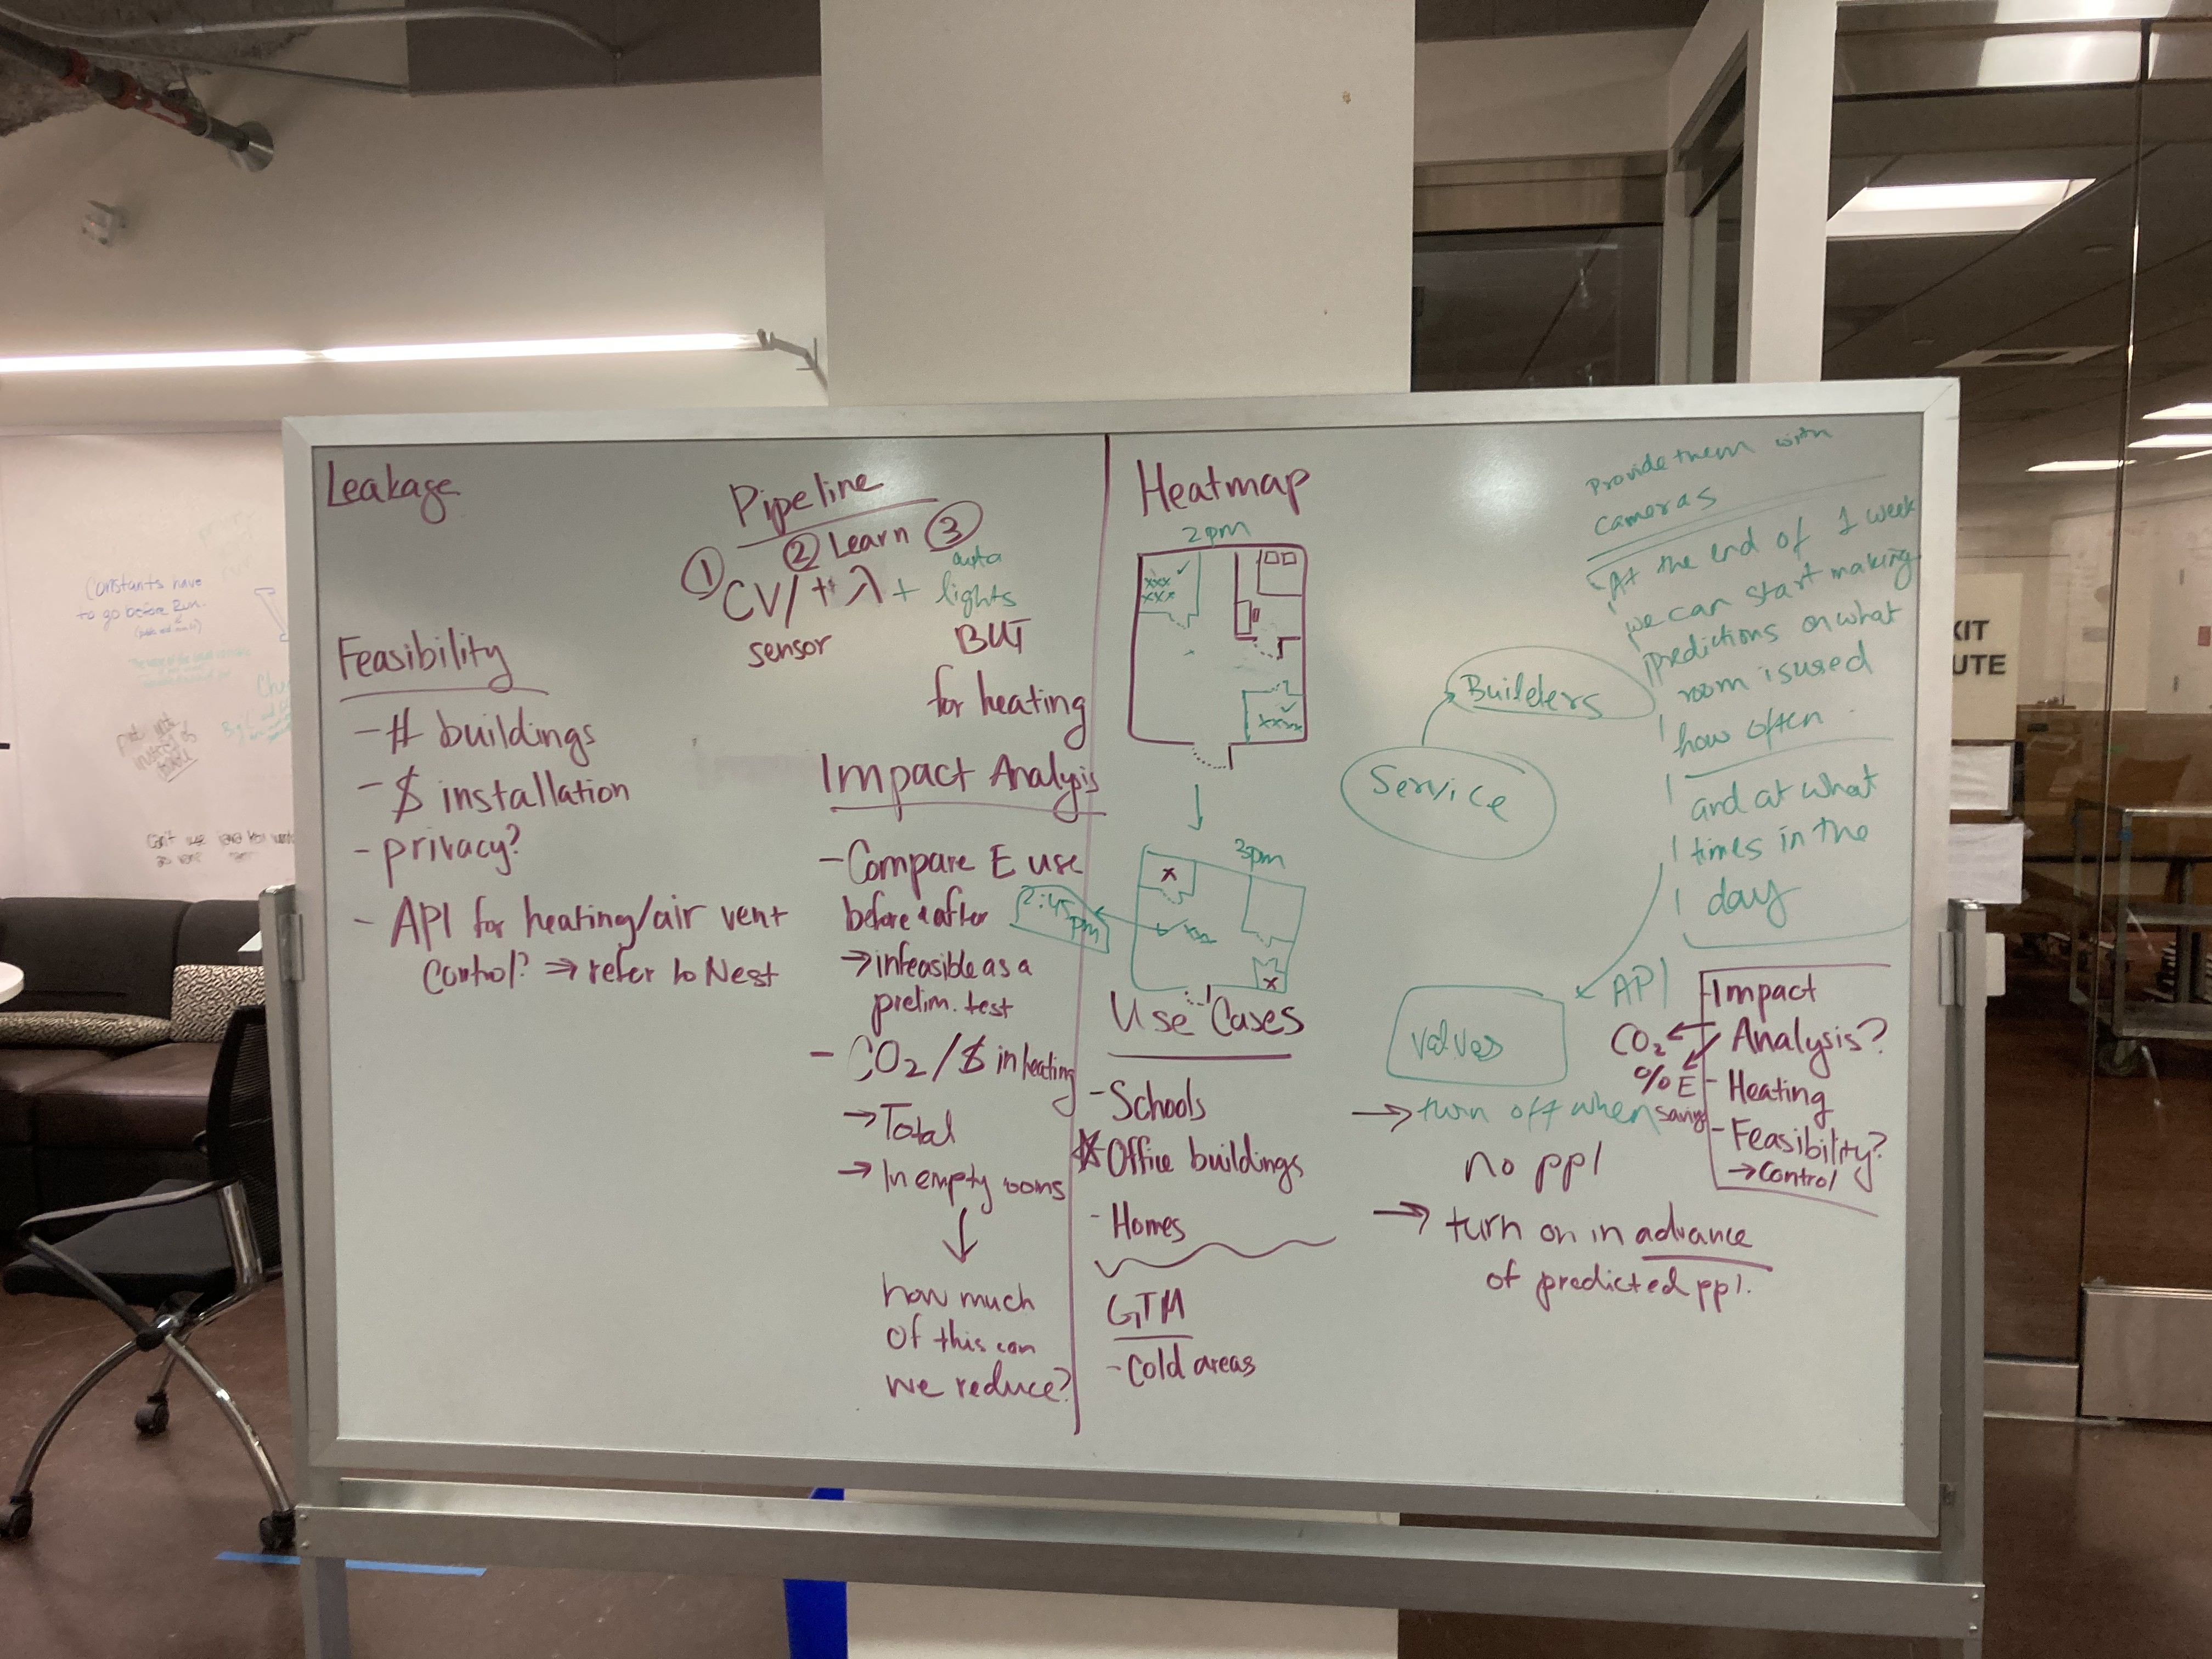 Leakage
Feasibility
- # buildings
- $ installation
- privacy?
- API for heating/air vent
control? ⇒ refer to Nest
Pipeline
① ② Learn ③
CV/ λ + auto lights
sensor BUT
for heating
Impact Analysis
- Compare E use
before & after
→ infeasible as a
prelim. test
- CO2/$ in heating
→ Total
→ In empty rooms
↓
how much
of this can
we reduce?
Heatmap
2pm
xxx ✓
xxx
✓
xxxx
↓
3pm
x
2:45
pm
✓ xxx
x
Use Cases
- Schools
☆ Office buildings
- Homes
GTM
- Cold areas
Builders
Service
Provide them with
cameras
At the end of 1 week
we can start making
predictions on what
room is used
how often
and at what
times in the
day
API
valves
→ turn off when
no ppl
→ turn on in advance
of predicted ppl.
Impact
Analysis?
CO2
%E
saving
- Heating
- Feasibility?
→ Control
Constants have
to go before Run.
EXIT